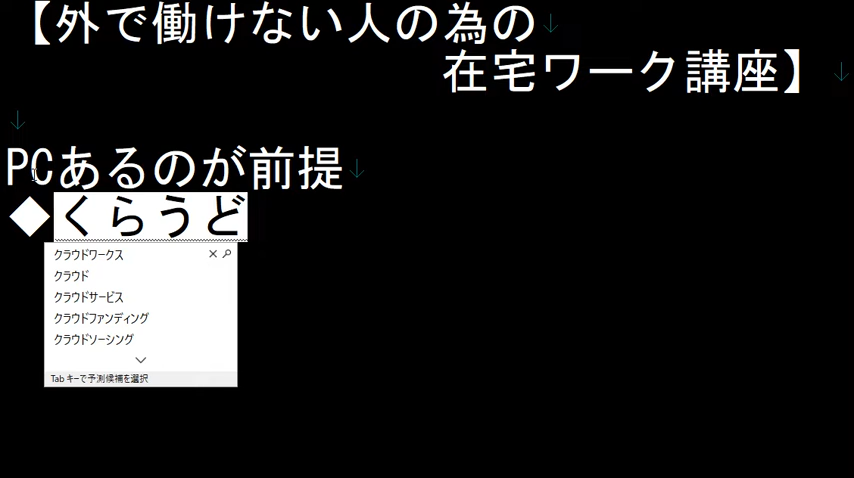 【外で働けない人の為の↓
在宅ワーク講座】↓
↓
PCあるのが前提↓
◆くらうど
クラウドワークス
クラウド
クラウドサービス
クラウドファンディング
クラウドソーシング
Tab キーで予測候補を選択